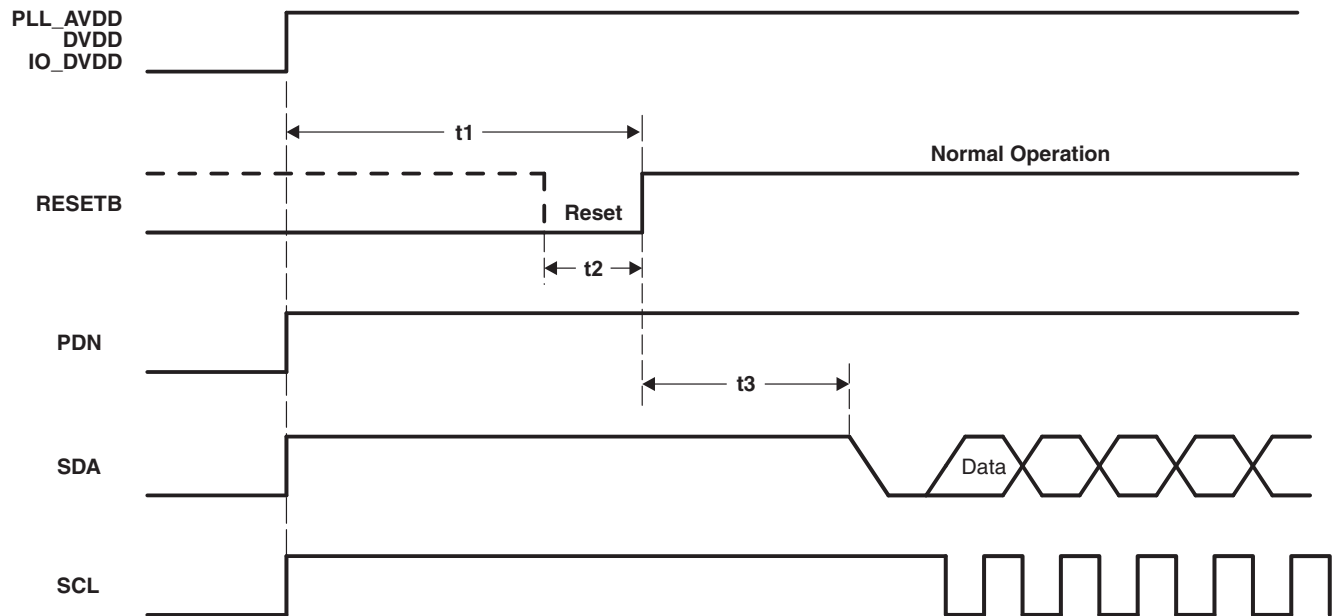 PLL_AVDD
DVDD
IO_DVDD
t1
Normal Operation
RESETB
Reset
t2
PDN
t3
SDA
Data
SCL